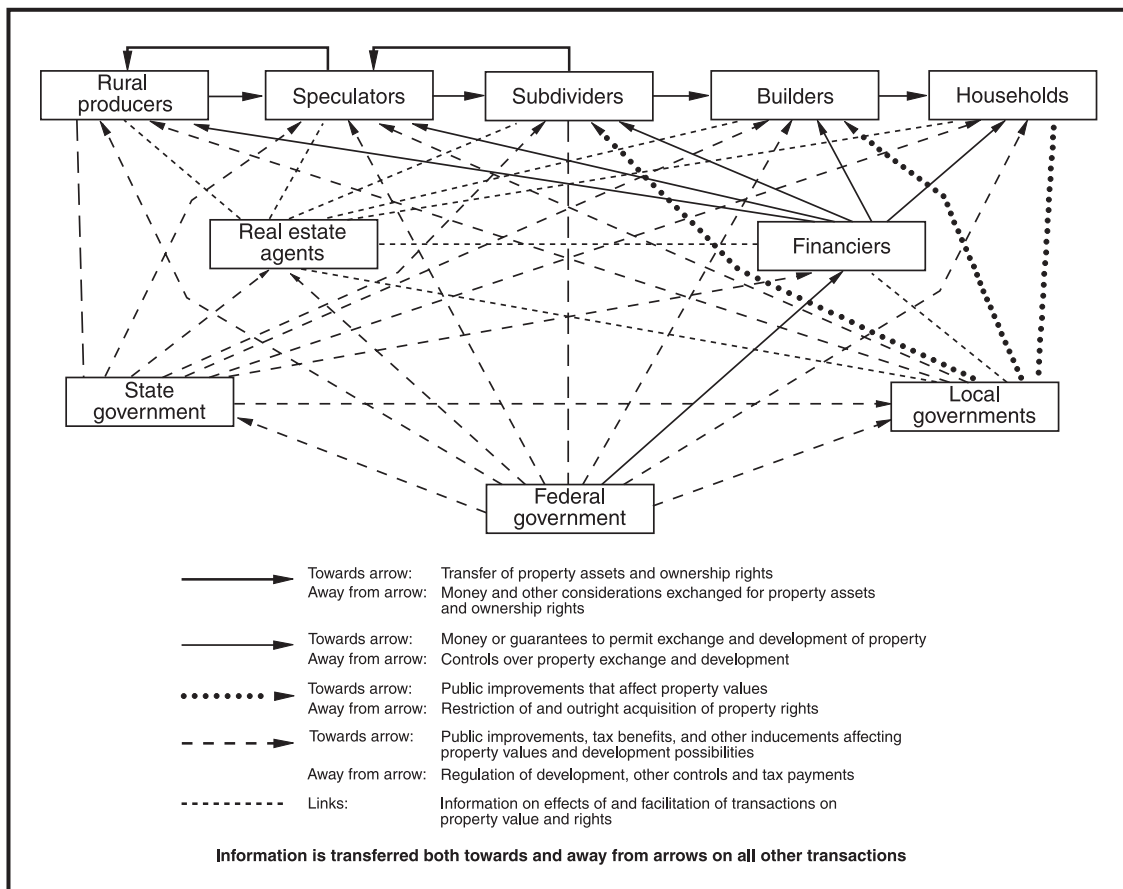 Rural
producers
Speculators
Subdividers
Builders
Households
Real estate
agents
Financiers
State
government
Local
governments
Federal
government
Towards arrow: Transfer of property assets and ownership rights
Away from arrow: Money and other considerations exchanged for property assets
and ownership rights
Towards arrow: Money or guarantees to permit exchange and development of property
Away from arrow: Controls over property exchange and development
Towards arrow: Public improvements that affect property values
Away from arrow: Restriction of and outright acquisition of property rights
Towards arrow: Public improvements, tax benefits, and other inducements affecting
property values and development possibilities
Away from arrow: Regulation of development, other controls and tax payments
Links: Information on effects of and facilitation of transactions on
property value and rights
Information is transferred both towards and away from arrows on all other transactions